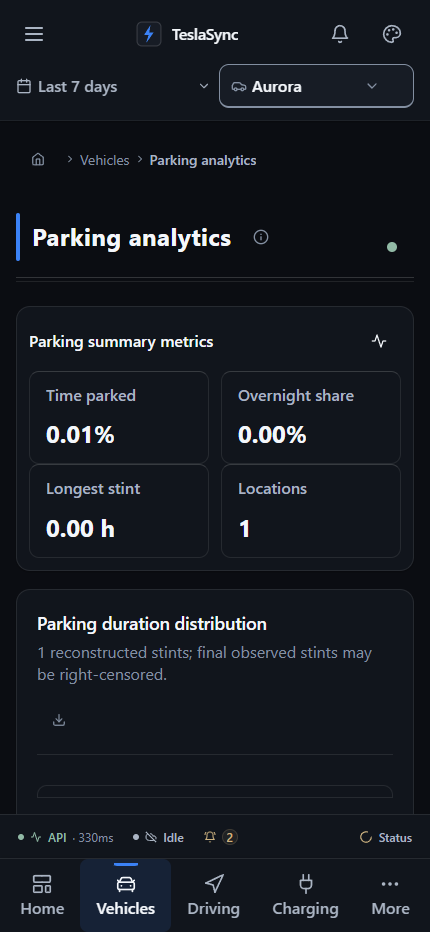 TeslaSync
Last 7 days
Aurora
Vehicles
Parking analytics
Parking analytics
Parking summary metrics
Time parked
0.01%
Overnight share
0.00%
Longest stint
0.00 h
Locations
1
Parking duration distribution
1 reconstructed stints; final observed stints may
be right-censored.
API · 330ms
Idle
2
Status
Home
Vehicles
Driving
Charging
More